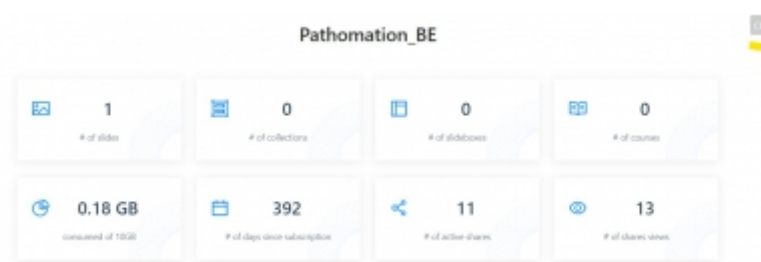 Pathomation_BE
1
# of slides
0
# of collections
0
# of slideboxes
0
# of courses
0.18 GB
consumed of 10GB
392
# of days since subscription
11
# of active shares
13
# of shares views